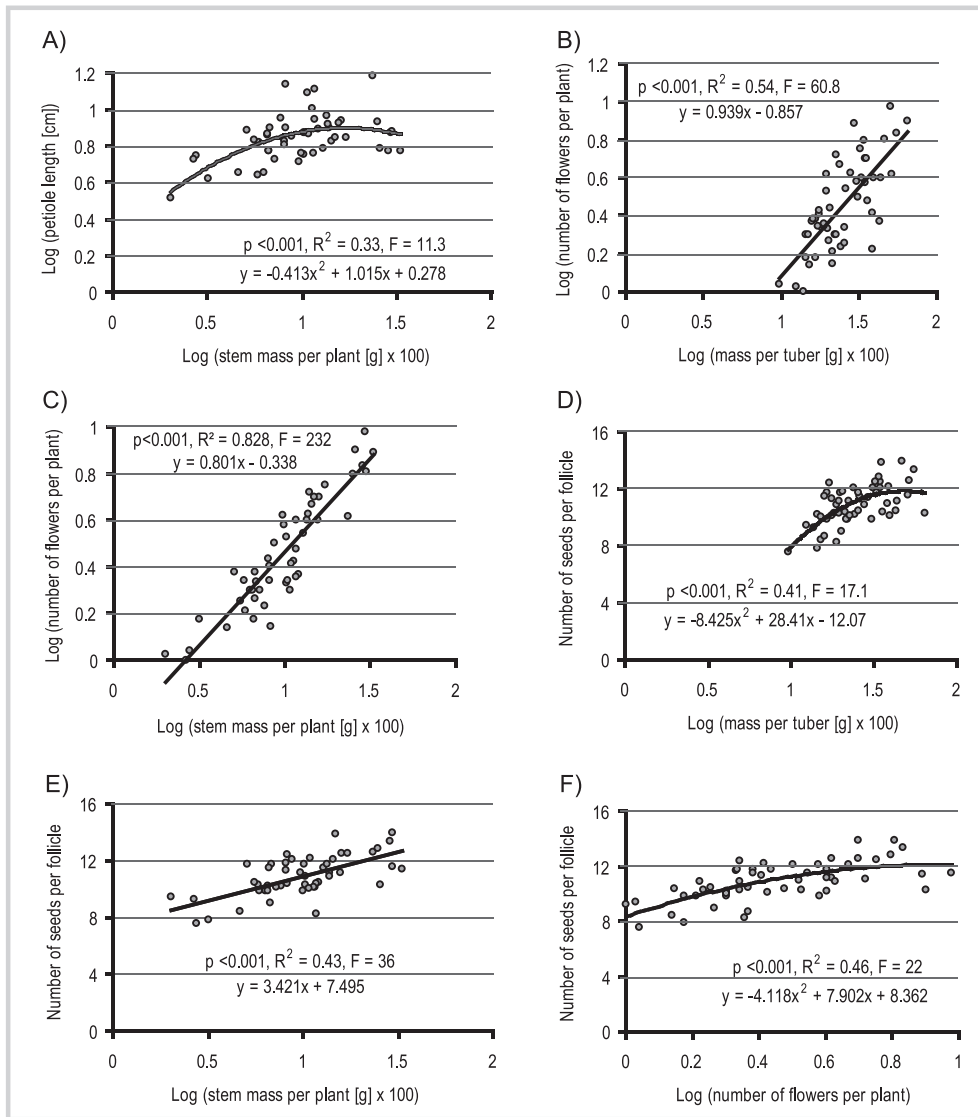 A)
Log (petiole length [cm])
1.2
1
0.8
0.6
0.4
0.2
0
p <0.001, R² = 0.33, F = 11.3
y = -0.413x² + 1.015x + 0.278
0 0.5 1 1.5 2
Log (stem mass per plant [g] x 100)
B)
Log (number of flowers per plant)
1.2
1
0.8
0.6
0.4
0.2
0
p <0.001, R² = 0.54, F = 60.8
y = 0.939x - 0.857
0 0.5 1 1.5 2
Log (mass per tuber [g] x 100)
C)
Log (number of flowers per plant)
1
0.8
0.6
0.4
0.2
0
p<0.001, R² = 0.828, F = 232
y = 0.801x - 0.338
0 0.5 1 1.5 2
Log (stem mass per plant [g] x 100)
D)
Number of seeds per follicle
16
12
8
4
0
p <0.001, R² = 0.41, F = 17.1
y = -8.425x² + 28.41x - 12.07
0 0.5 1 1.5 2
Log (mass per tuber [g] x 100)
E)
Number of seeds per follicle
16
12
8
4
0
p <0.001, R² = 0.43, F = 36
y = 3.421x + 7.495
0 0.5 1 1.5 2
Log (stem mass per plant [g] x 100)
F)
Number of seeds per follicle
16
12
8
4
0
p <0.001, R² = 0.46, F = 22
y = -4.118x² + 7.902x + 8.362
0 0.2 0.4 0.6 0.8 1
Log (number of flowers per plant)